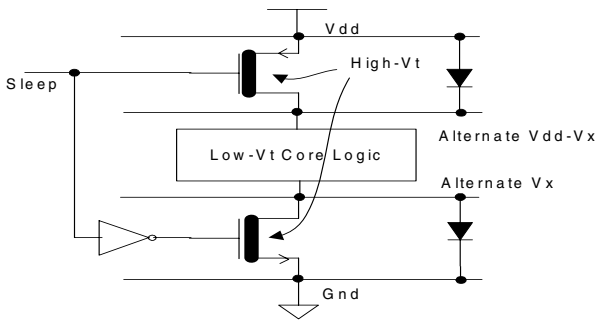 Vdd
High-Vt
Sleep
Alternate Vdd-Vx
Low-Vt Core Logic
Alternate Vx
Gnd